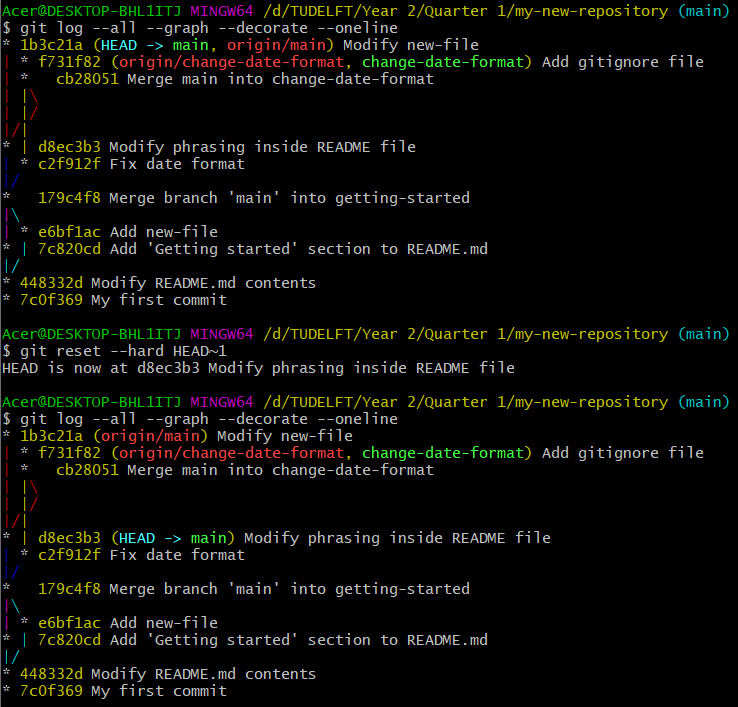 Acer@DESKTOP-BHL1ITJ MINGW64 /d/TUDELFT/Year 2/Quarter 1/my-new-repository (main)
$ git log --all --graph --decorate --oneline
* 1b3c21a (HEAD -> main, origin/main) Modify new-file
| * f731f82 (origin/change-date-format, change-date-format) Add gitignore file
| *   cb28051 Merge main into change-date-format
| |\
| |/
|/|
* | d8ec3b3 Modify phrasing inside README file
| * c2f912f Fix date format
|/
*   179c4f8 Merge branch 'main' into getting-started
|\
| * e6bf1ac Add new-file
* | 7c820cd Add 'Getting started' section to README.md
|/
* 448332d Modify README.md contents
* 7c0f369 My first commit

Acer@DESKTOP-BHL1ITJ MINGW64 /d/TUDELFT/Year 2/Quarter 1/my-new-repository (main)
$ git reset --hard HEAD~1
HEAD is now at d8ec3b3 Modify phrasing inside README file

Acer@DESKTOP-BHL1ITJ MINGW64 /d/TUDELFT/Year 2/Quarter 1/my-new-repository (main)
$ git log --all --graph --decorate --oneline
* 1b3c21a (origin/main) Modify new-file
| * f731f82 (origin/change-date-format, change-date-format) Add gitignore file
| *   cb28051 Merge main into change-date-format
| |\
| |/
|/|
* | d8ec3b3 (HEAD -> main) Modify phrasing inside README file
| * c2f912f Fix date format
|/
*   179c4f8 Merge branch 'main' into getting-started
|\
| * e6bf1ac Add new-file
* | 7c820cd Add 'Getting started' section to README.md
|/
* 448332d Modify README.md contents
* 7c0f369 My first commit